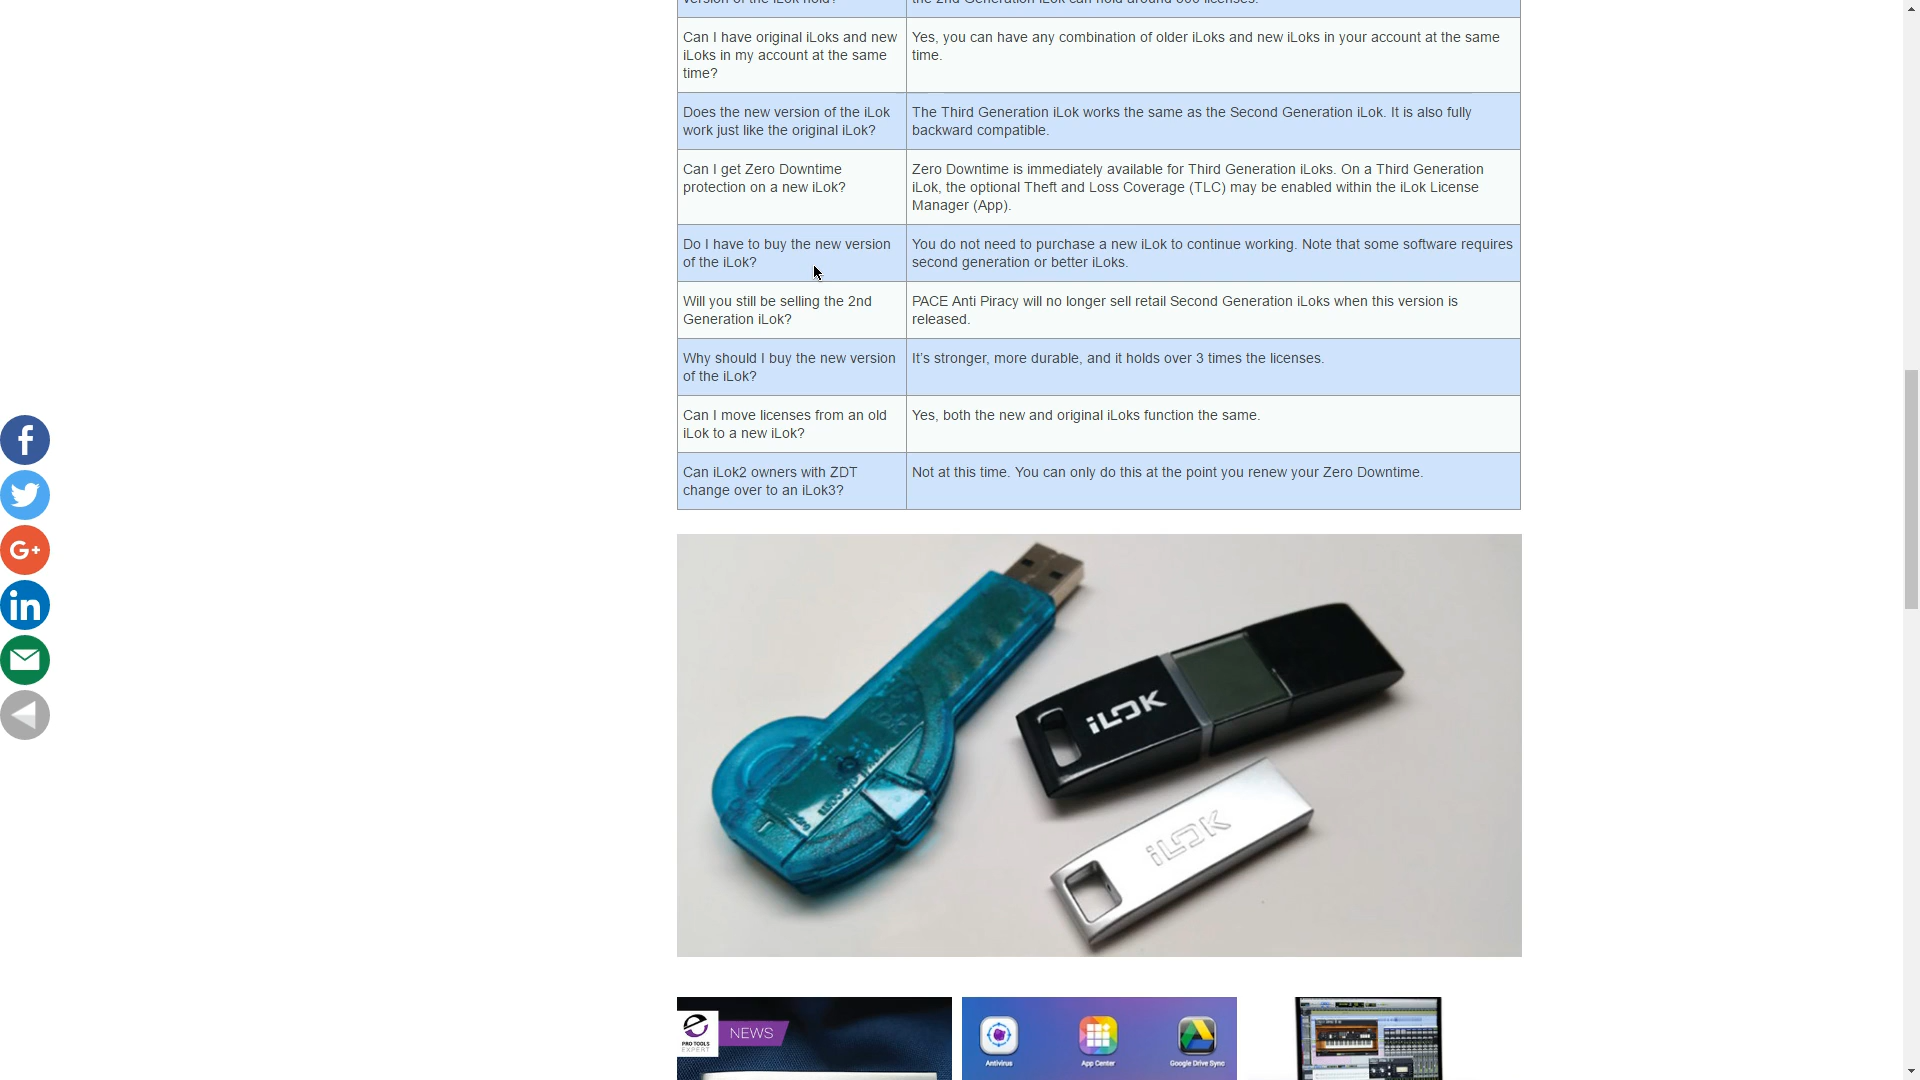 Can I have original iLoks and new
iLoks in my account at the same
time?
Yes, you can have any combination of older iLoks and new iLoks in your account at the same
time.
Does the new version of the iLok
work just like the original iLok?
The Third Generation iLok works the same as the Second Generation iLok. It is also fully
backward compatible.
Can I get Zero Downtime
protection on a new iLok?
Zero Downtime is immediately available for Third Generation iLoks. On a Third Generation
iLok, the optional Theft and Loss Coverage (TLC) may be enabled within the iLok License
Manager (App).
Do I have to buy the new version
of the iLok?
You do not need to purchase a new iLok to continue working. Note that some software requires
second generation or better iLoks.
Will you still be selling the 2nd
Generation iLok?
PACE Anti Piracy will no longer sell retail Second Generation iLoks when this version is
released.
Why should I buy the new version
of the iLok?
It’s stronger, more durable, and it holds over 3 times the licenses.
Can I move licenses from an old
iLok to a new iLok?
Yes, both the new and original iLoks function the same.
Can iLok2 owners with ZDT
change over to an iLok3?
Not at this time. You can only do this at the point you renew your Zero Downtime.
iLOK
iLOK
PRO TOOLS
EXPERT
NEWS
Antivirus
App Center
Google Drive Sync